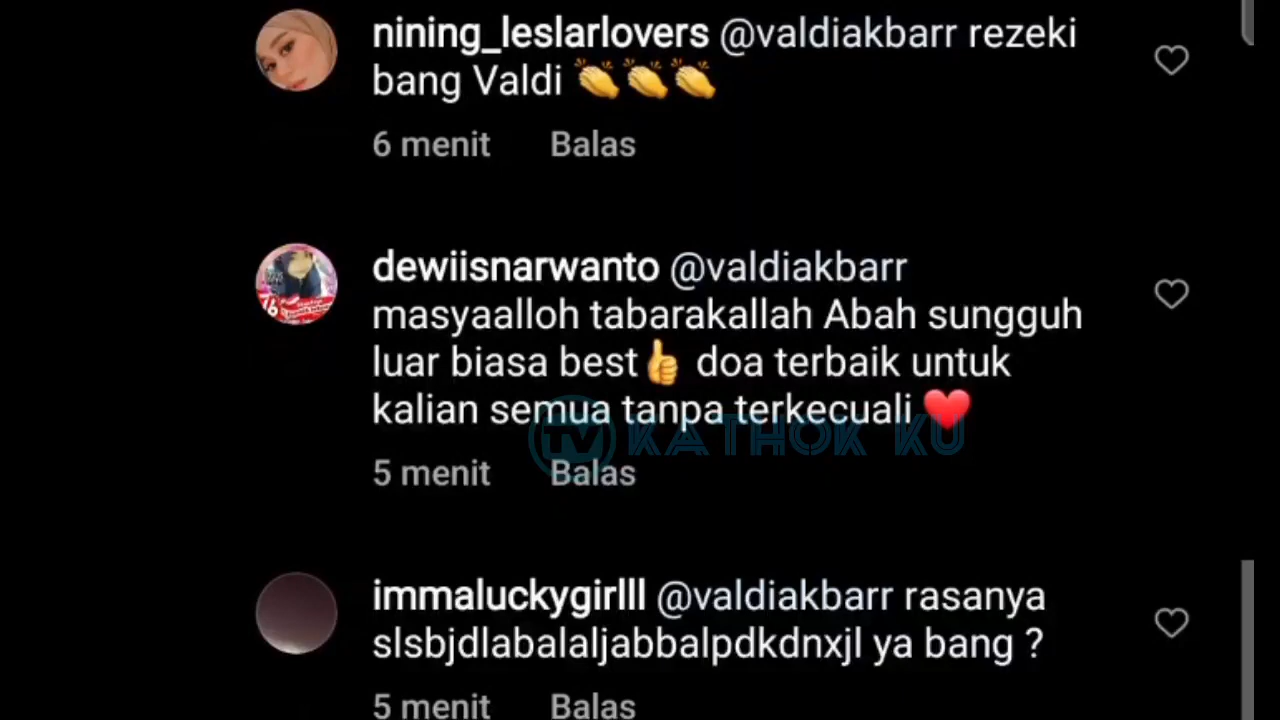 nining_leslarlovers @valdiakbarr rezeki
bang Valdi 👏👏👏
6 menit Balas
dewiisnarwanto @valdiakbarr
masyaalloh tabarakallah Abah sungguh
luar biasa best👍 doa terbaik untuk
kalian semua tanpa terkecuali ❤️
TV KATHOK KU
5 menit Balas
immaluckygirlll @valdiakbarr rasanya
slsbjdlabalaljabbalpdkdnxjl ya bang ?
5 menit Balas